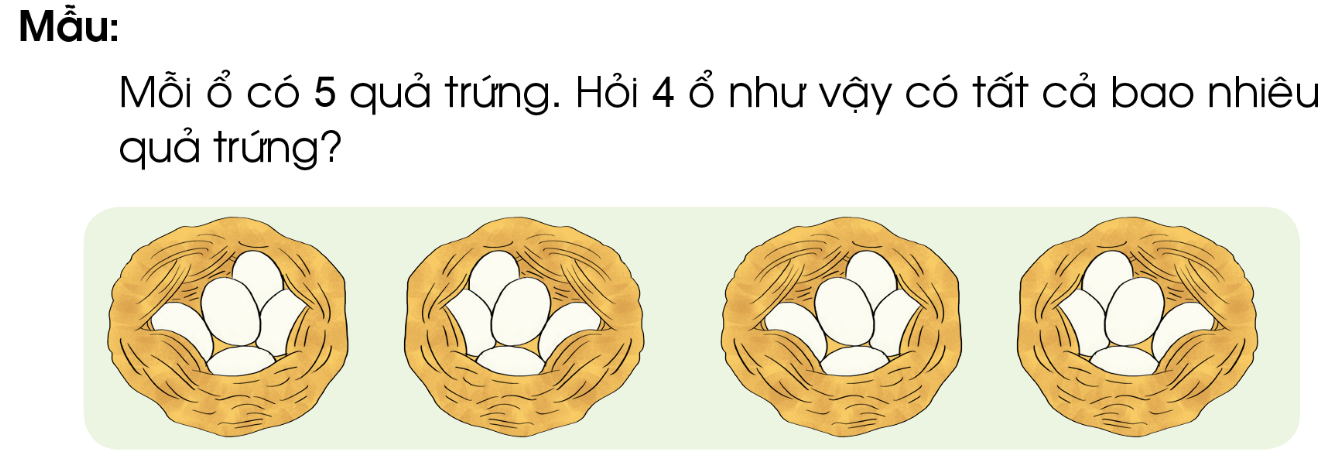 Mẫu:
Mỗi ổ có 5 quả trứng. Hỏi 4 ổ như vậy có tất cả bao nhiêu
quả trứng?